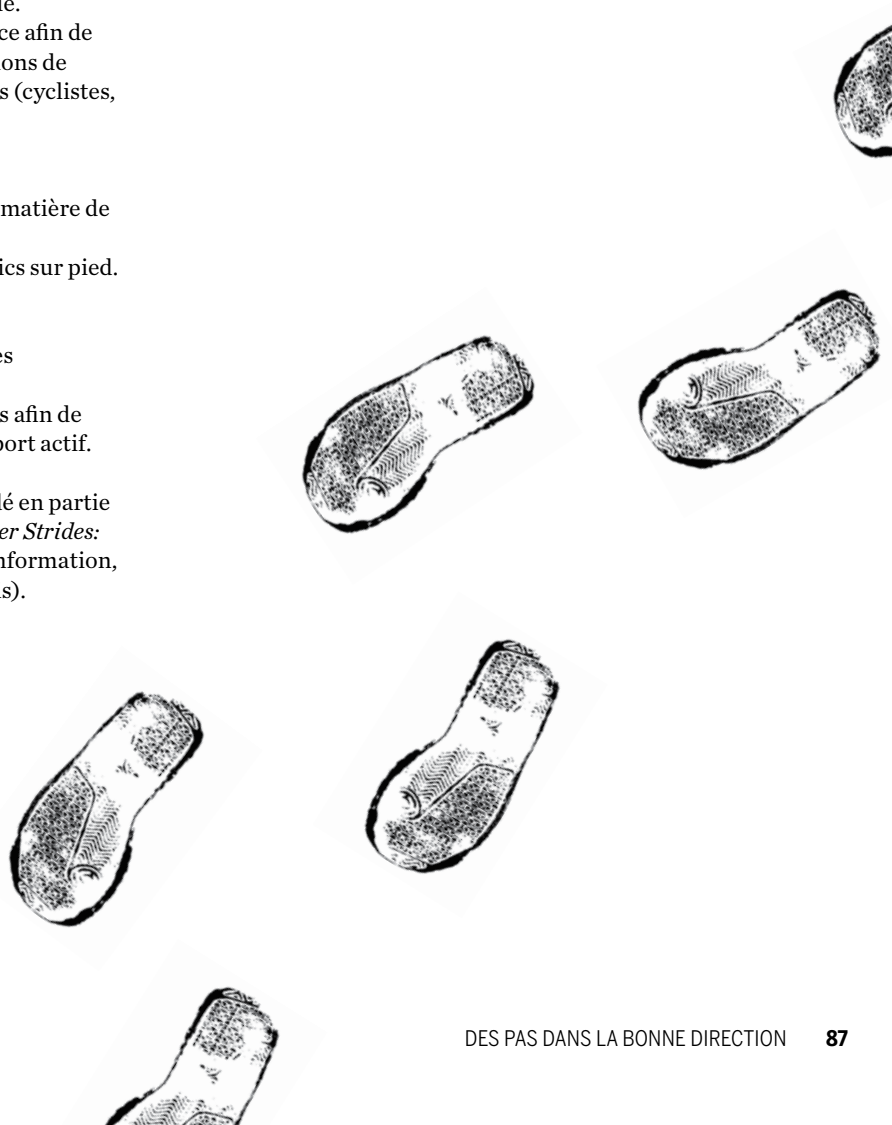 ce afin de
ons de
s (cyclistes,
matière de
ics sur pied.
es
s afin de
port actif.
lé en partie
er Strides:
nformation,
s).
DES PAS DANS LA BONNE DIRECTION 87